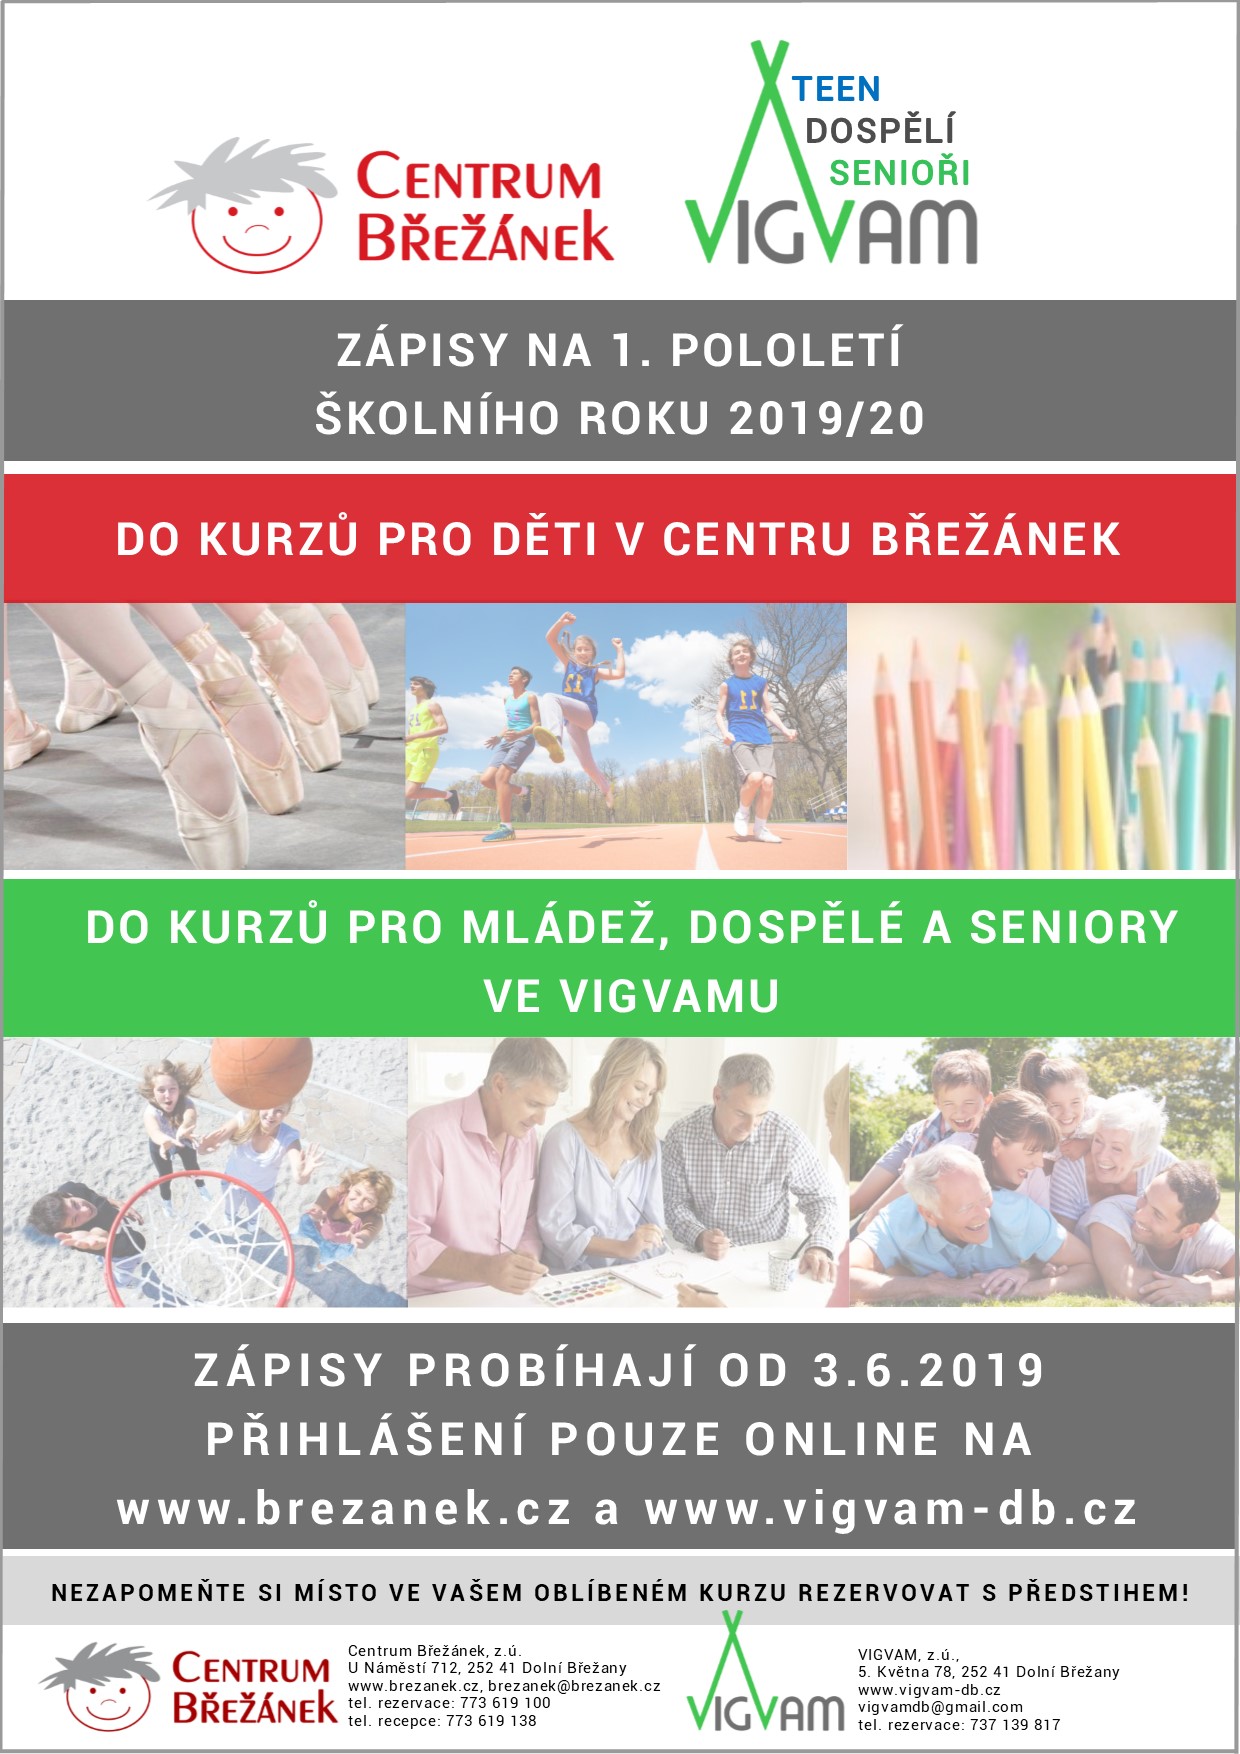 TEEN
DOSPĚLÍ
SENIOŘI
CENTRUM
BŘEŽÁNEK
VIGVAM
ZÁPISY NA 1. POLOLETÍ
ŠKOLNÍHO ROKU 2019/20
DO KURZŮ PRO DĚTI V CENTRU BŘEŽÁNEK
DO KURZŮ PRO MLÁDEŽ, DOSPĚLÉ A SENIORY
VE VIGVAMU
ZÁPISY PROBÍHAJÍ OD 3.6.2019
PŘIHLÁŠENÍ POUZE ONLINE NA
www.brezanek.cz a www.vigvam-db.cz
NEZAPOMEŇTE SI MÍSTO VE VAŠEM OBLÍBENÉM KURZU REZERVOVAT S PŘEDSTIHEM!
CENTRUM
BŘEŽÁNEK
Centrum Břežánek, z.ú.
U Náměstí 712, 252 41 Dolní Břežany
www.brezanek.cz, brezanek@brezanek.cz
tel. rezervace: 773 619 100
tel. recepce: 773 619 138
VIGVAM
VIGVAM, z.ú.,
5. Května 78, 252 41 Dolní Břežany
www.vigvam-db.cz
vigvamdb@gmail.com
tel. rezervace: 737 139 817